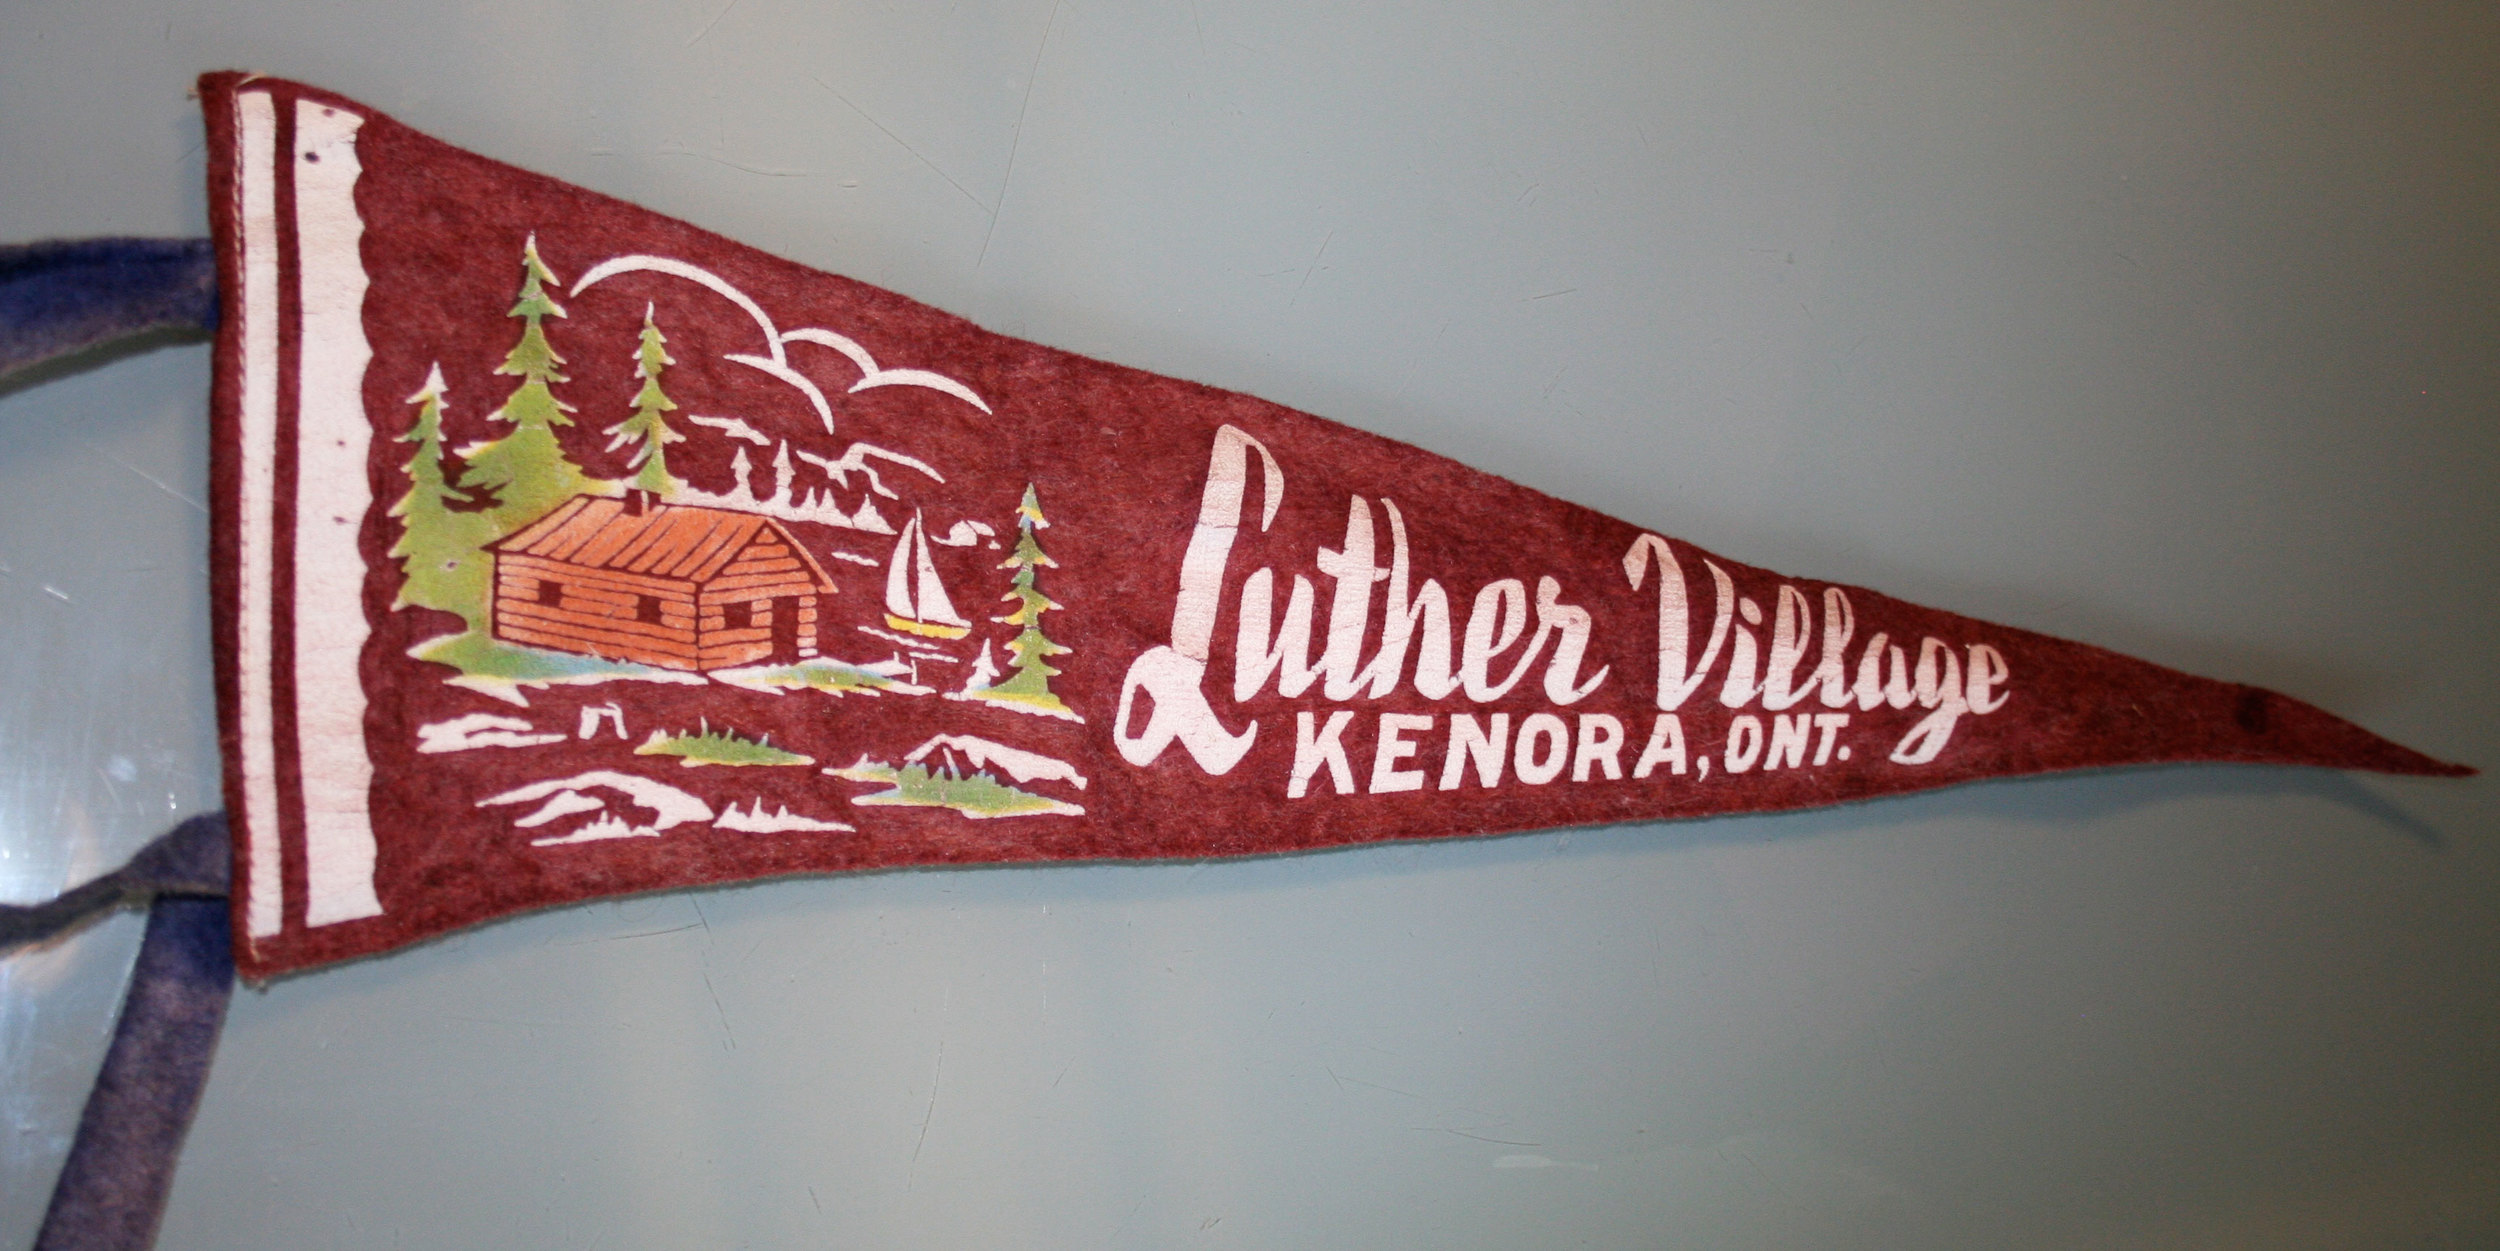 Luther Village
KENORA, ONT.